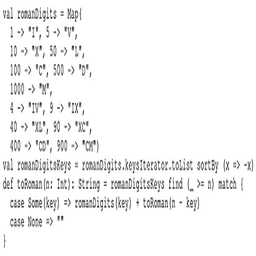 val romanDigits = Map(
  1 -> "I", 5 -> "V",
  10 -> "X", 50 -> "L",
  100 -> "C", 500 -> "D",
  1000 -> "M",
  4 -> "IV", 9 -> "IX",
  40 -> "XL", 90 -> "XC",
  400 -> "CD", 900 -> "CM")
val romanDigitsKeys = romanDigits.keysIterator.toList sortBy (x => -x)
def toRoman(n: Int): String = romanDigitsKeys find (_ >= n) match {
  case Some(key) => romanDigits(key) + toRoman(n - key)
  case None => ""
}